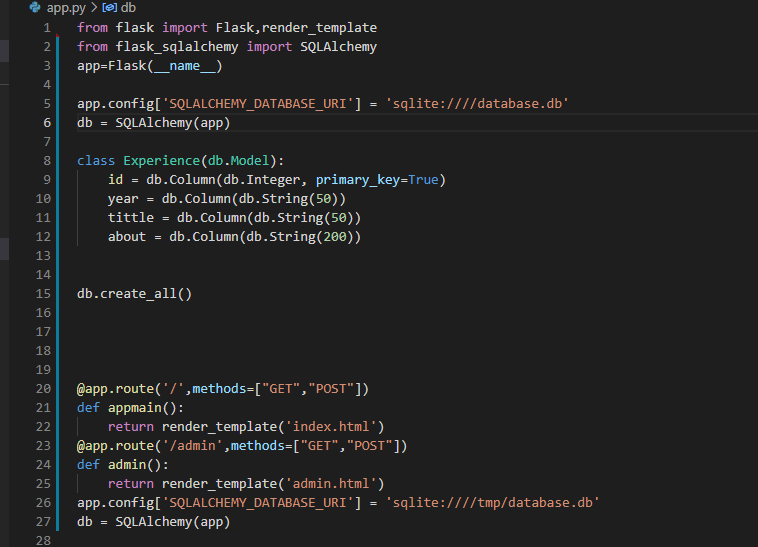 app.py > db
1 from flask import Flask,render_template
2 from flask_sqlalchemy import SQLAlchemy
3 app=Flask(__name__)
4
5 app.config['SQLALCHEMY_DATABASE_URI'] = 'sqlite:////database.db'
6 db = SQLAlchemy(app)
7
8 class Experience(db.Model):
9     id = db.Column(db.Integer, primary_key=True)
10     year = db.Column(db.String(50))
11     tittle = db.Column(db.String(50))
12     about = db.Column(db.String(200))
13
14
15 db.create_all()
16
17
18
19
20 @app.route('/',methods=["GET","POST"])
21 def appmain():
22     return render_template('index.html')
23 @app.route('/admin',methods=["GET","POST"])
24 def admin():
25     return render_template('admin.html')
26 app.config['SQLALCHEMY_DATABASE_URI'] = 'sqlite:////tmp/database.db'
27 db = SQLAlchemy(app)
28